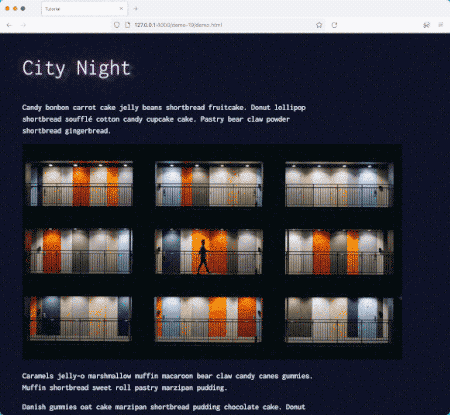 Tutorial
127.0.0.1:4000/demo-19/demo.html
City Night
Candy bonbon carrot cake jelly beans shortbread fruitcake. Donut lollipop
shortbread soufflé cotton candy cupcake cake. Pastry bear claw powder
shortbread gingerbread.
Caramels jelly-o marshmallow muffin macaroon bear claw candy canes gummies.
Muffin shortbread sweet roll pastry marzipan pudding.
Danish gummies oat cake marzipan shortbread pudding chocolate cake. Donut